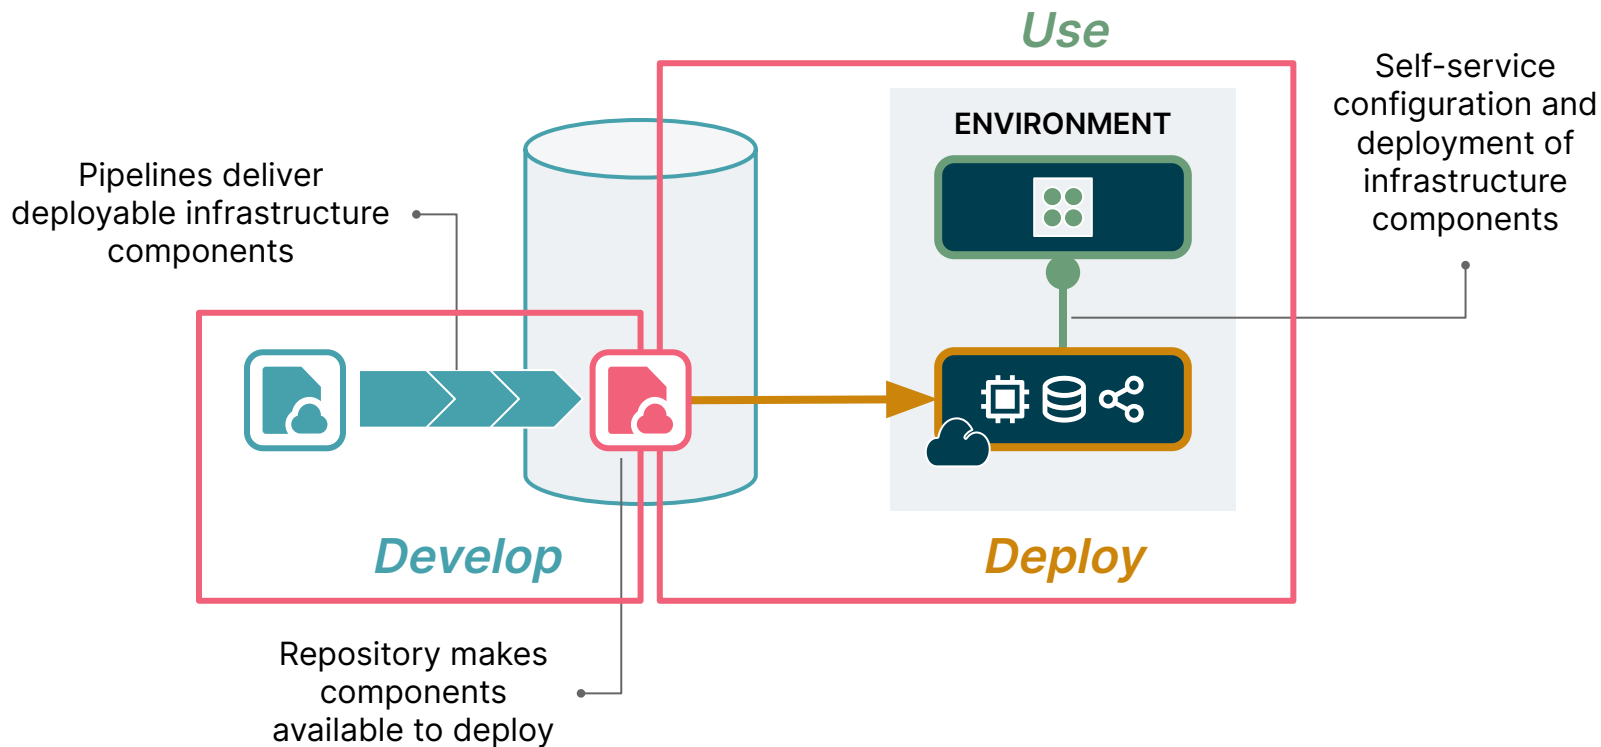 Use
Self-service
configuration and
deployment of
infrastructure
components
ENVIRONMENT
Pipelines deliver
deployable infrastructure
components
Develop
Deploy
Repository makes
components
available to deploy